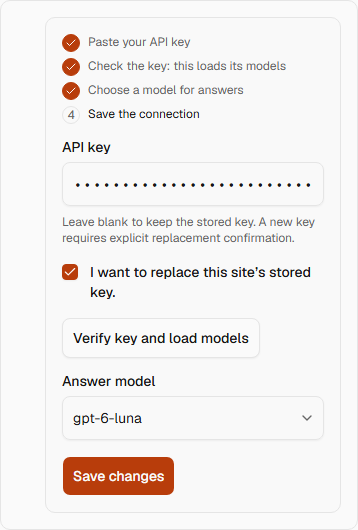 Paste your API key
Check the key: this loads its models
Choose a model for answers
4 Save the connection
API key
••••••••••••••••••••••••
Leave blank to keep the stored key. A new key
requires explicit replacement confirmation.
I want to replace this site's stored
key.
Verify key and load models
Answer model
gpt-6-luna
Save changes